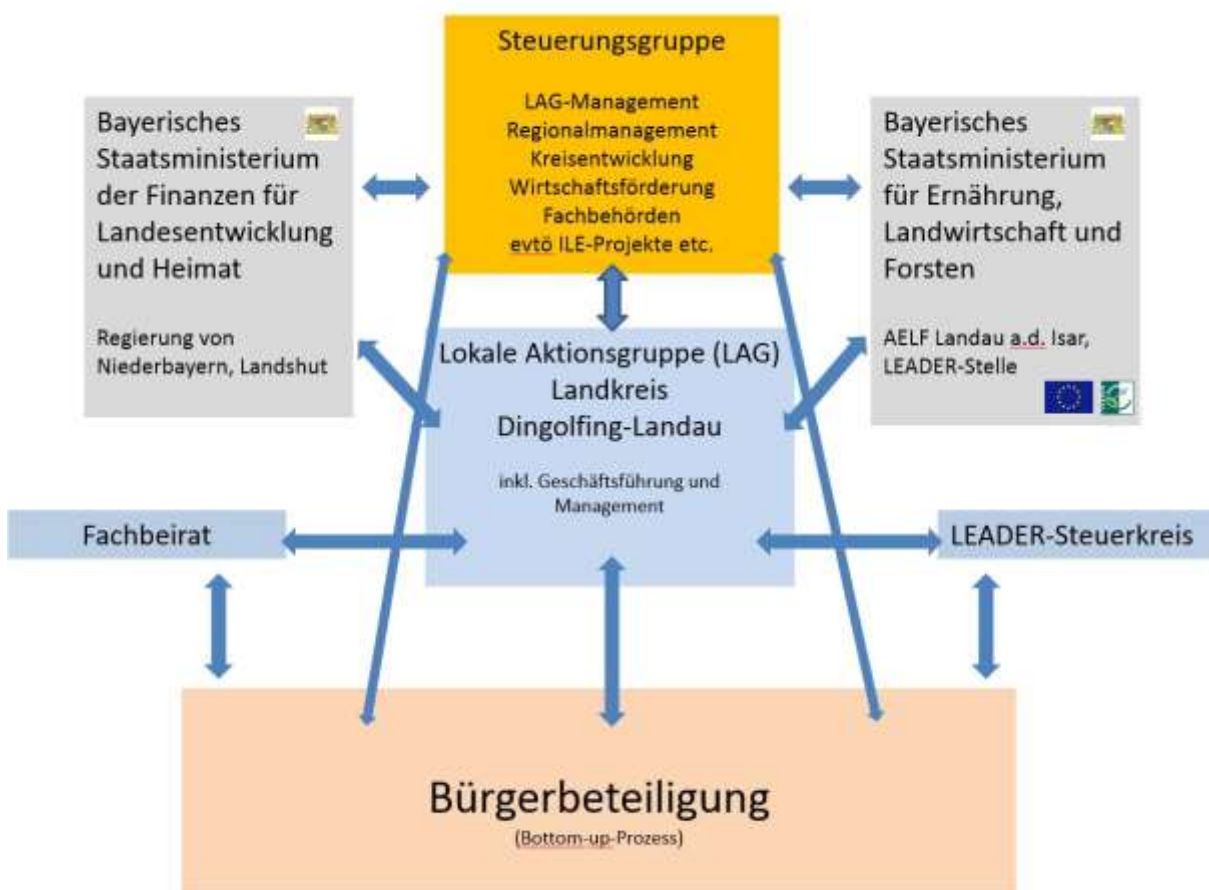 Steuerungsgruppe
LAG-Management
Regionalmanagement
Kreisentwicklung
Wirtschaftsförderung
Fachbehörden
evtö ILE-Projekte etc.
Bayerisches
Staatsministerium
der Finanzen für
Landesentwicklung
und Heimat
Regierung von
Niederbayern, Landshut
Bayerisches
Staatsministerium
für Ernährung,
Landwirtschaft und
Forsten
AELF Landau a.d. Isar,
LEADER-Stelle
Lokale Aktionsgruppe (LAG)
Landkreis
Dingolfing-Landau
inkl. Geschäftsführung und
Management
Fachbeirat
LEADER-Steuerkreis
Bürgerbeteiligung
(Bottom-up-Prozess)